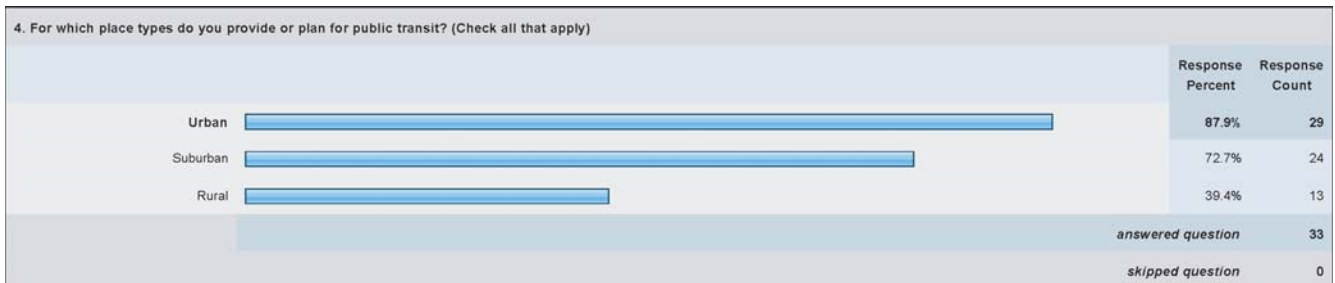 4. For which place types do you provide or plan for public transit? (Check all that apply)
Response Percent Response Count
Urban 87.9% 29
Suburban 72.7% 24
Rural 39.4% 13
answered question 33
skipped question 0